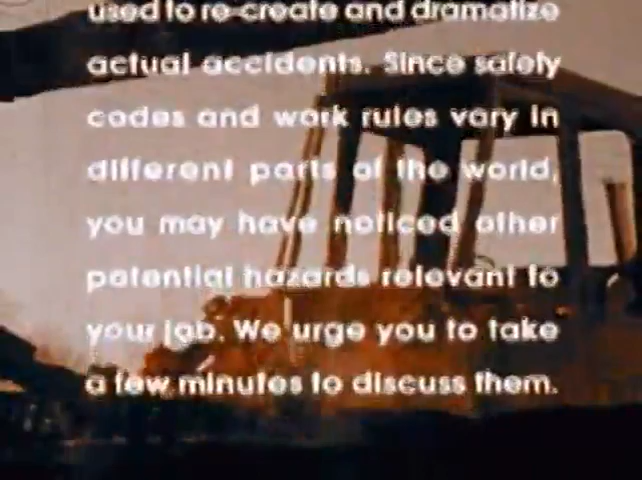 used to re-create and dramatize
actual accidents. Since safety
codes and work rules vary in
different parts of the world,
you may have noticed other
potential hazards relevant to
your job. We urge you to take
a few minutes to discuss them.